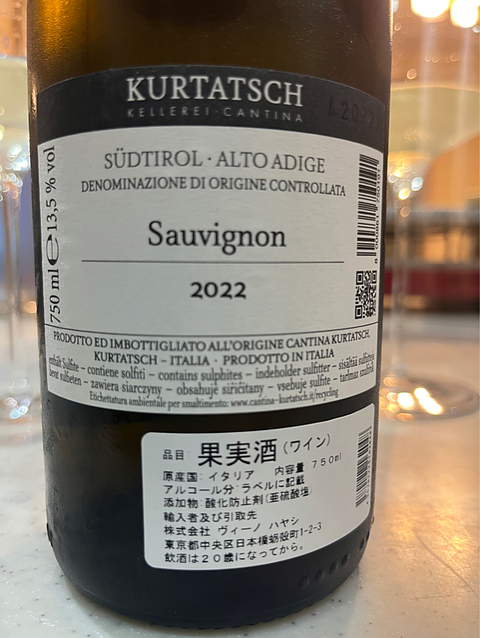 KURTATSCH
KELLEREI · CANTINA
SÜDTIROL · ALTO ADIGE
DENOMINAZIONE DI ORIGINE CONTROLLATA
750 ml ℮ 13,5 % vol
Sauvignon
2022
PRODOTTO ED IMBOTTIGLIATO ALL'ORIGINE CANTINA KURTATSCH,
KURTATSCH – ITALIA · PRODOTTO IN ITALIA
enthält Sulfite – contiene solfiti – contains sulphites – indeholder sulfitter – sisältää sulfiitteja
sulfieten – zawiera siarczyny – obsahuje siřičitany – vsebuje sulfite –
Etichettatura ambientale per smaltimento: www.cantina-kurtatsch.it/recycling
品目: 果実酒 (ワイン)
原産国: イタリア 内容量 750ml
アルコール分 ラベルに記載
添加物: 酸化防止剤 (亜硫酸塩)
輸入者及び引取先
株式会社 ヴィーノ ハヤシ
東京都中央区日本橋蛎殻町1-2-3
飲酒は20歳になってから。